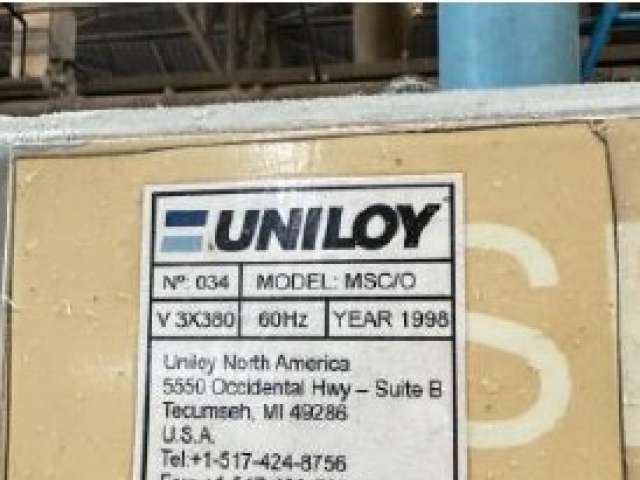 UNILOY
Nº: 034 MODEL: MSC/O
V 3X380 60Hz YEAR 1998
Uniloy North America
5550 Occidental Hwy – Suite B
Tecumseh, MI 49286
U.S.A.
Tel:+1-517-424-8756
S